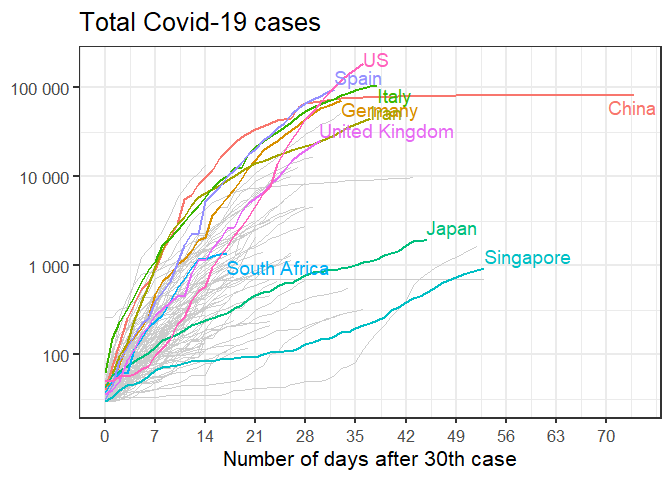 Total Covid-19 cases
US
Spain
100 000
Italy
China
Germany
Iran
United Kingdom
10 000
Japan
Singapore
1 000
South Africa
100
0 7 14 21 28 35 42 49 56 63 70
Number of days after 30th case